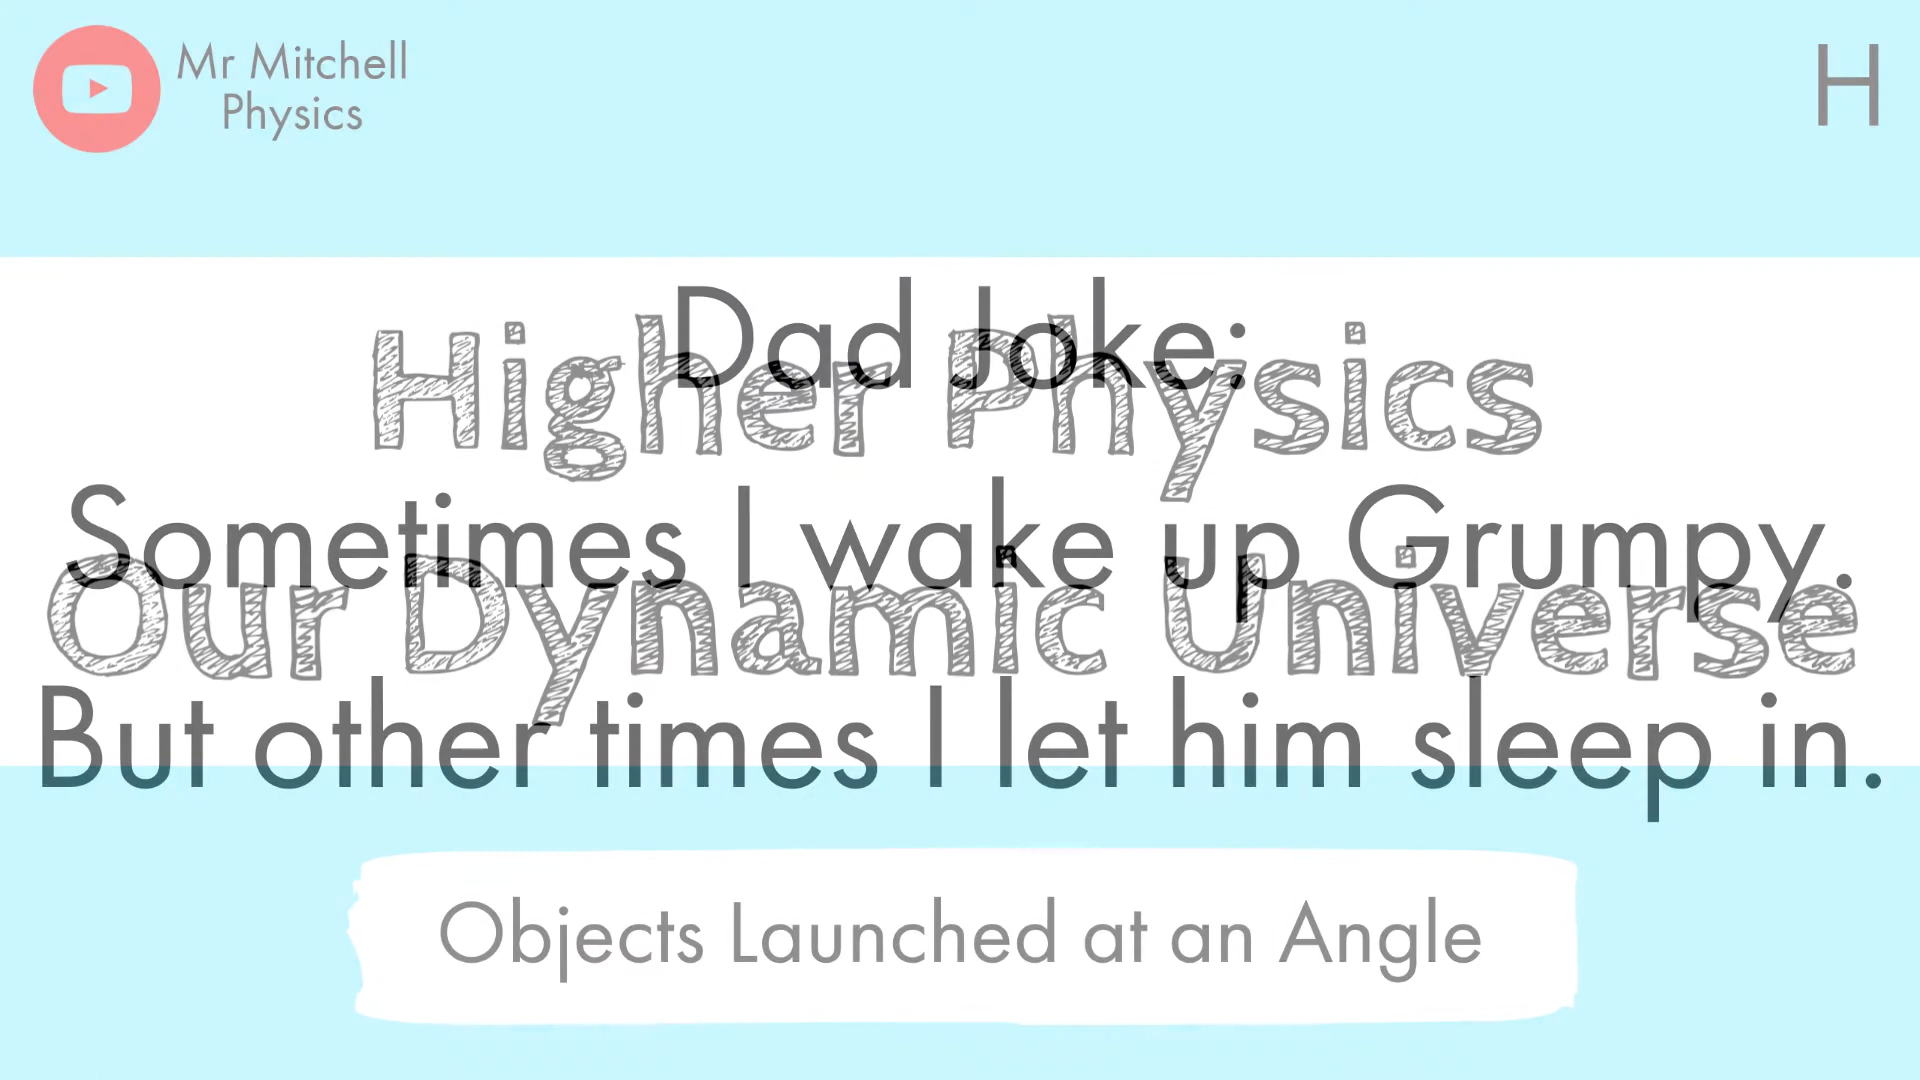 Mr Mitchell
Physics
H
Dad Joke:
Higher Physics
Sometimes I wake up Grumpy.
Our Dynamic Universe
But other times I let him sleep in.
Objects Launched at an Angle